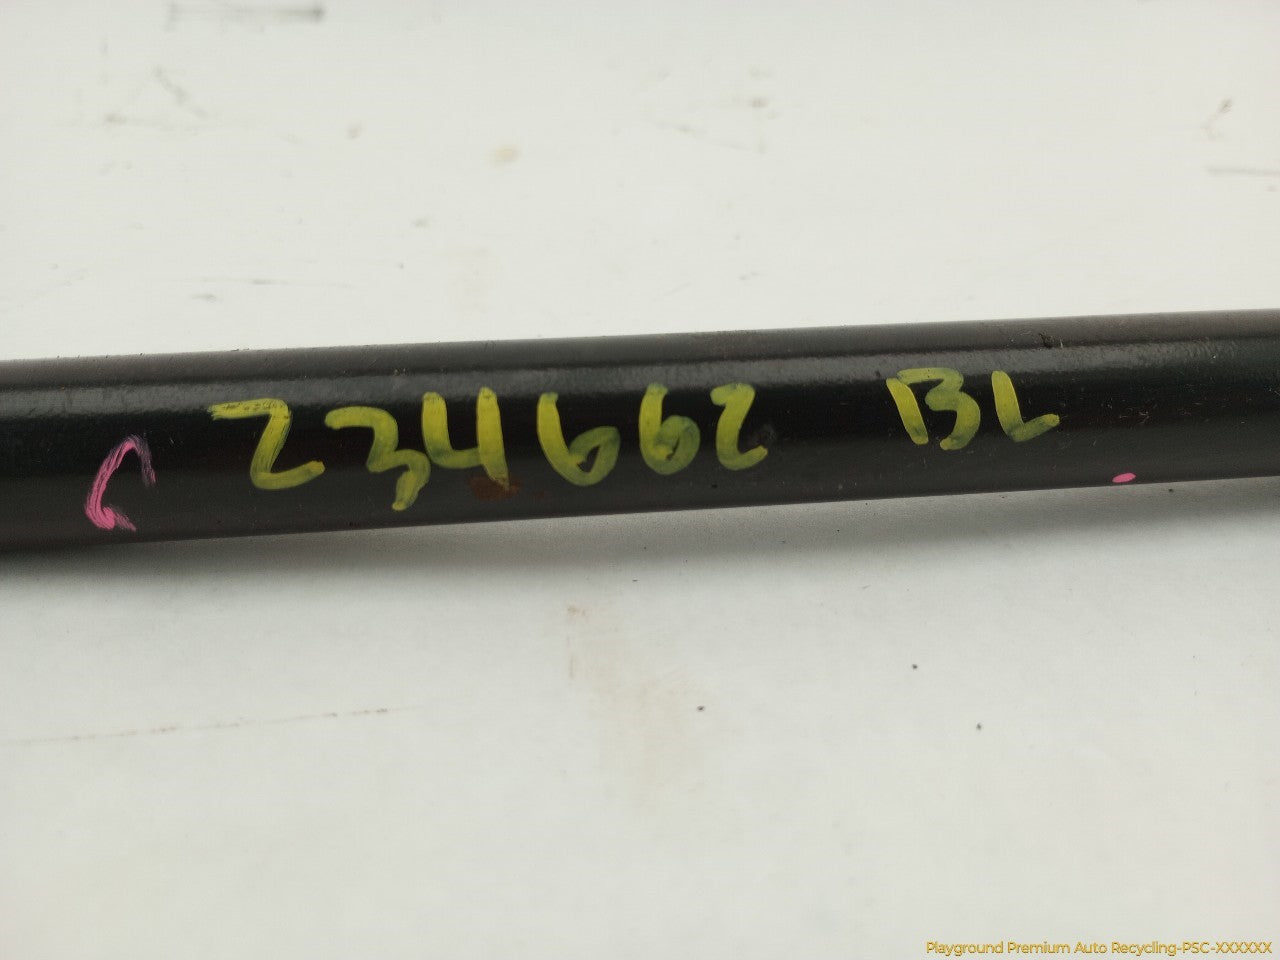 234662 BL
Playground Premium Auto Recycling-PSC-XXXXXX